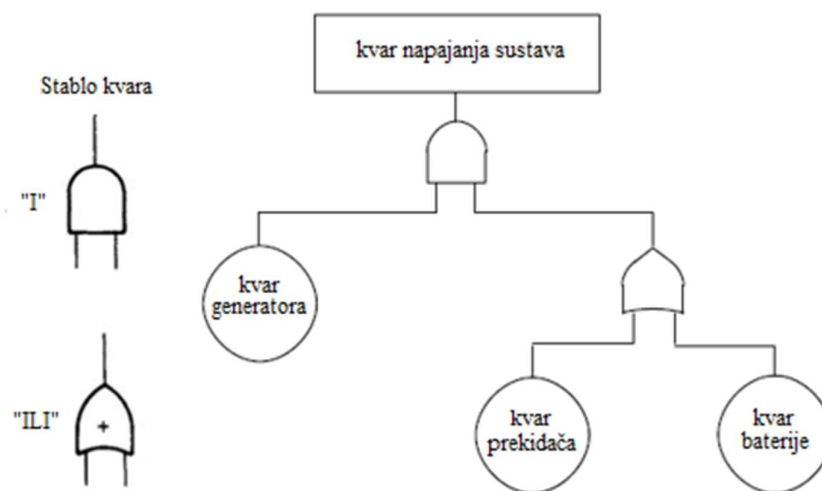 kvar napajanja sustava
Stablo kvara
"I"
kvar
generatora
"ILI"
+
kvar
prekidača
kvar
baterije